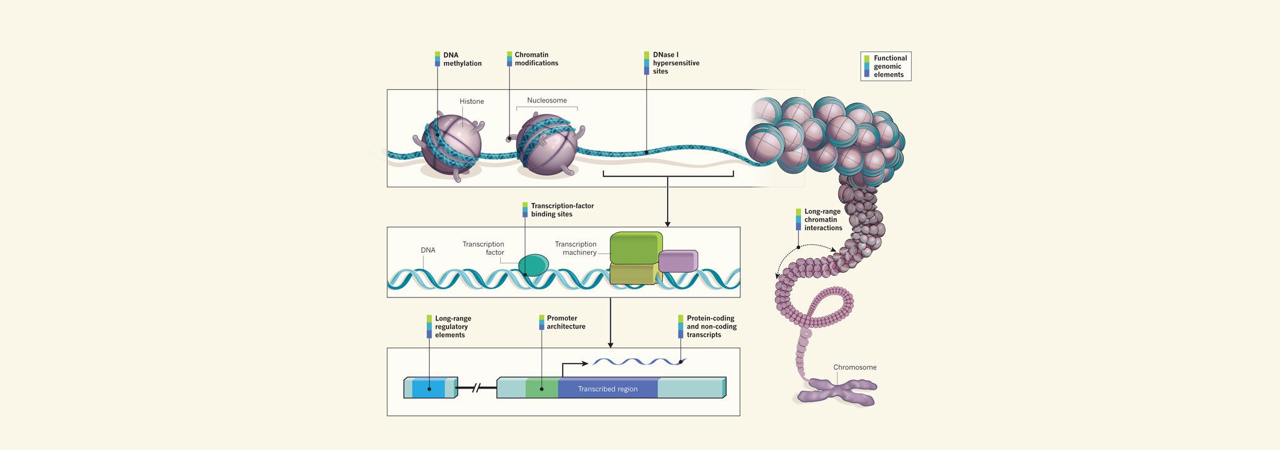 DNA
methylation
Chromatin
modifications
DNase I
hypersensitive
sites
Functional
genomic
elements
Histone
Nucleosome
Transcription-factor
binding sites
Long-range
chromatin
interactions
DNA
Transcription
factor
Transcription
machinery
Long-range
regulatory
elements
Promoter
architecture
Protein-coding
and non-coding
transcripts
Transcribed region
Chromosome